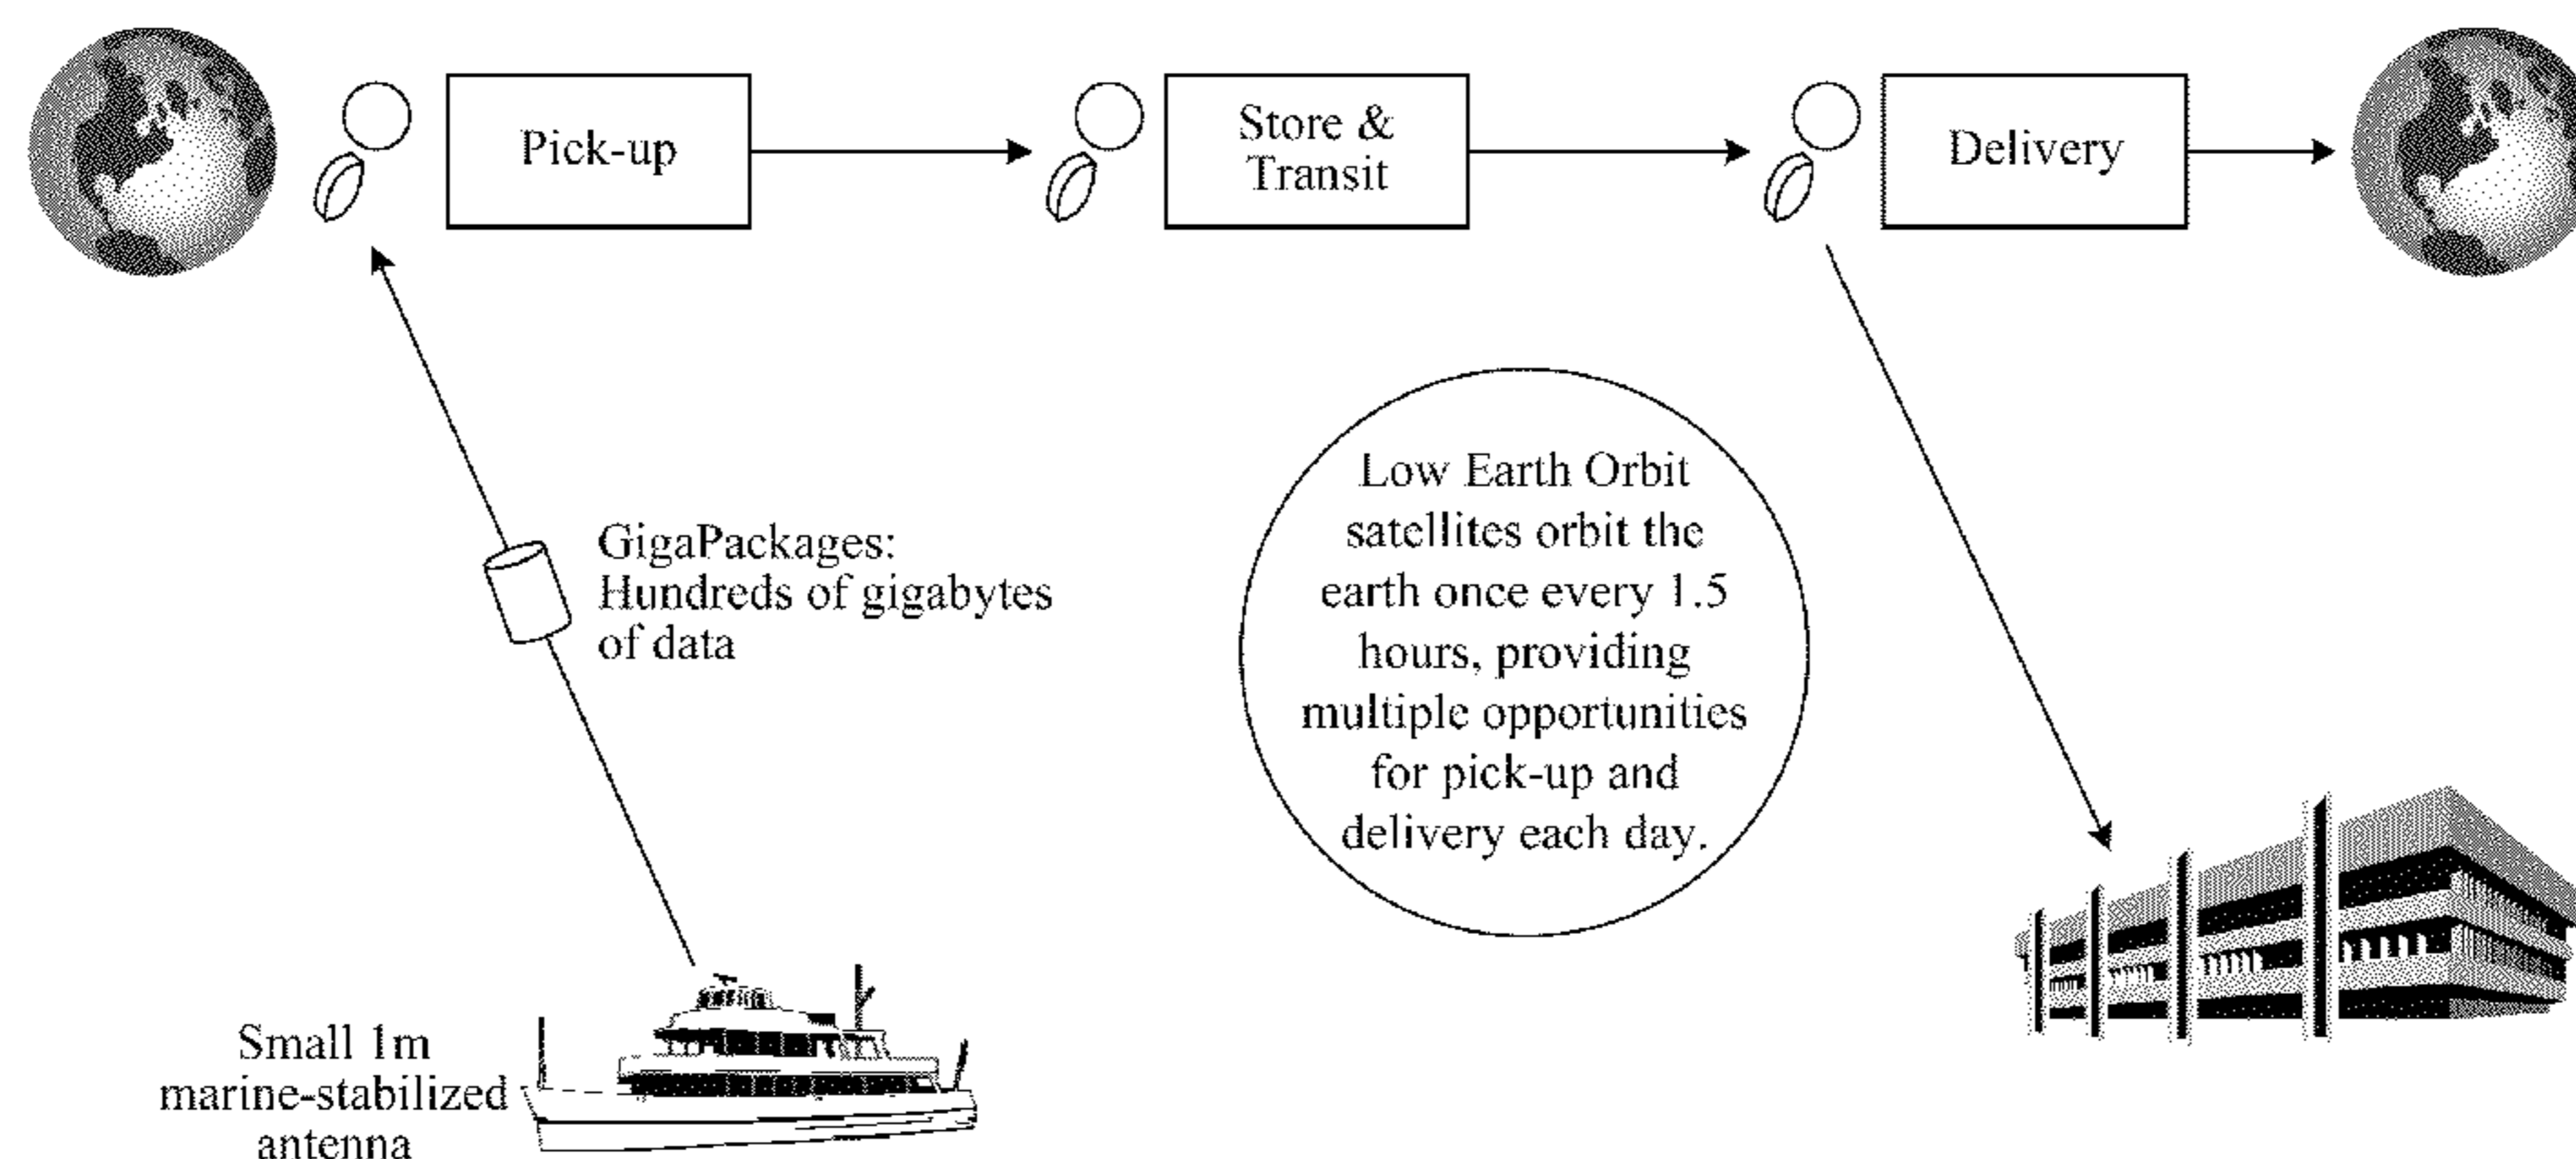 Pick-up
Store &
Transit
Delivery
GigaPackages:
Hundreds of gigabytes
of data
Low Earth Orbit
satellites orbit the
earth once every 1.5
hours, providing
multiple opportunities
for pick-up and
delivery each day.
Small 1m
marine-stabilized
antenna